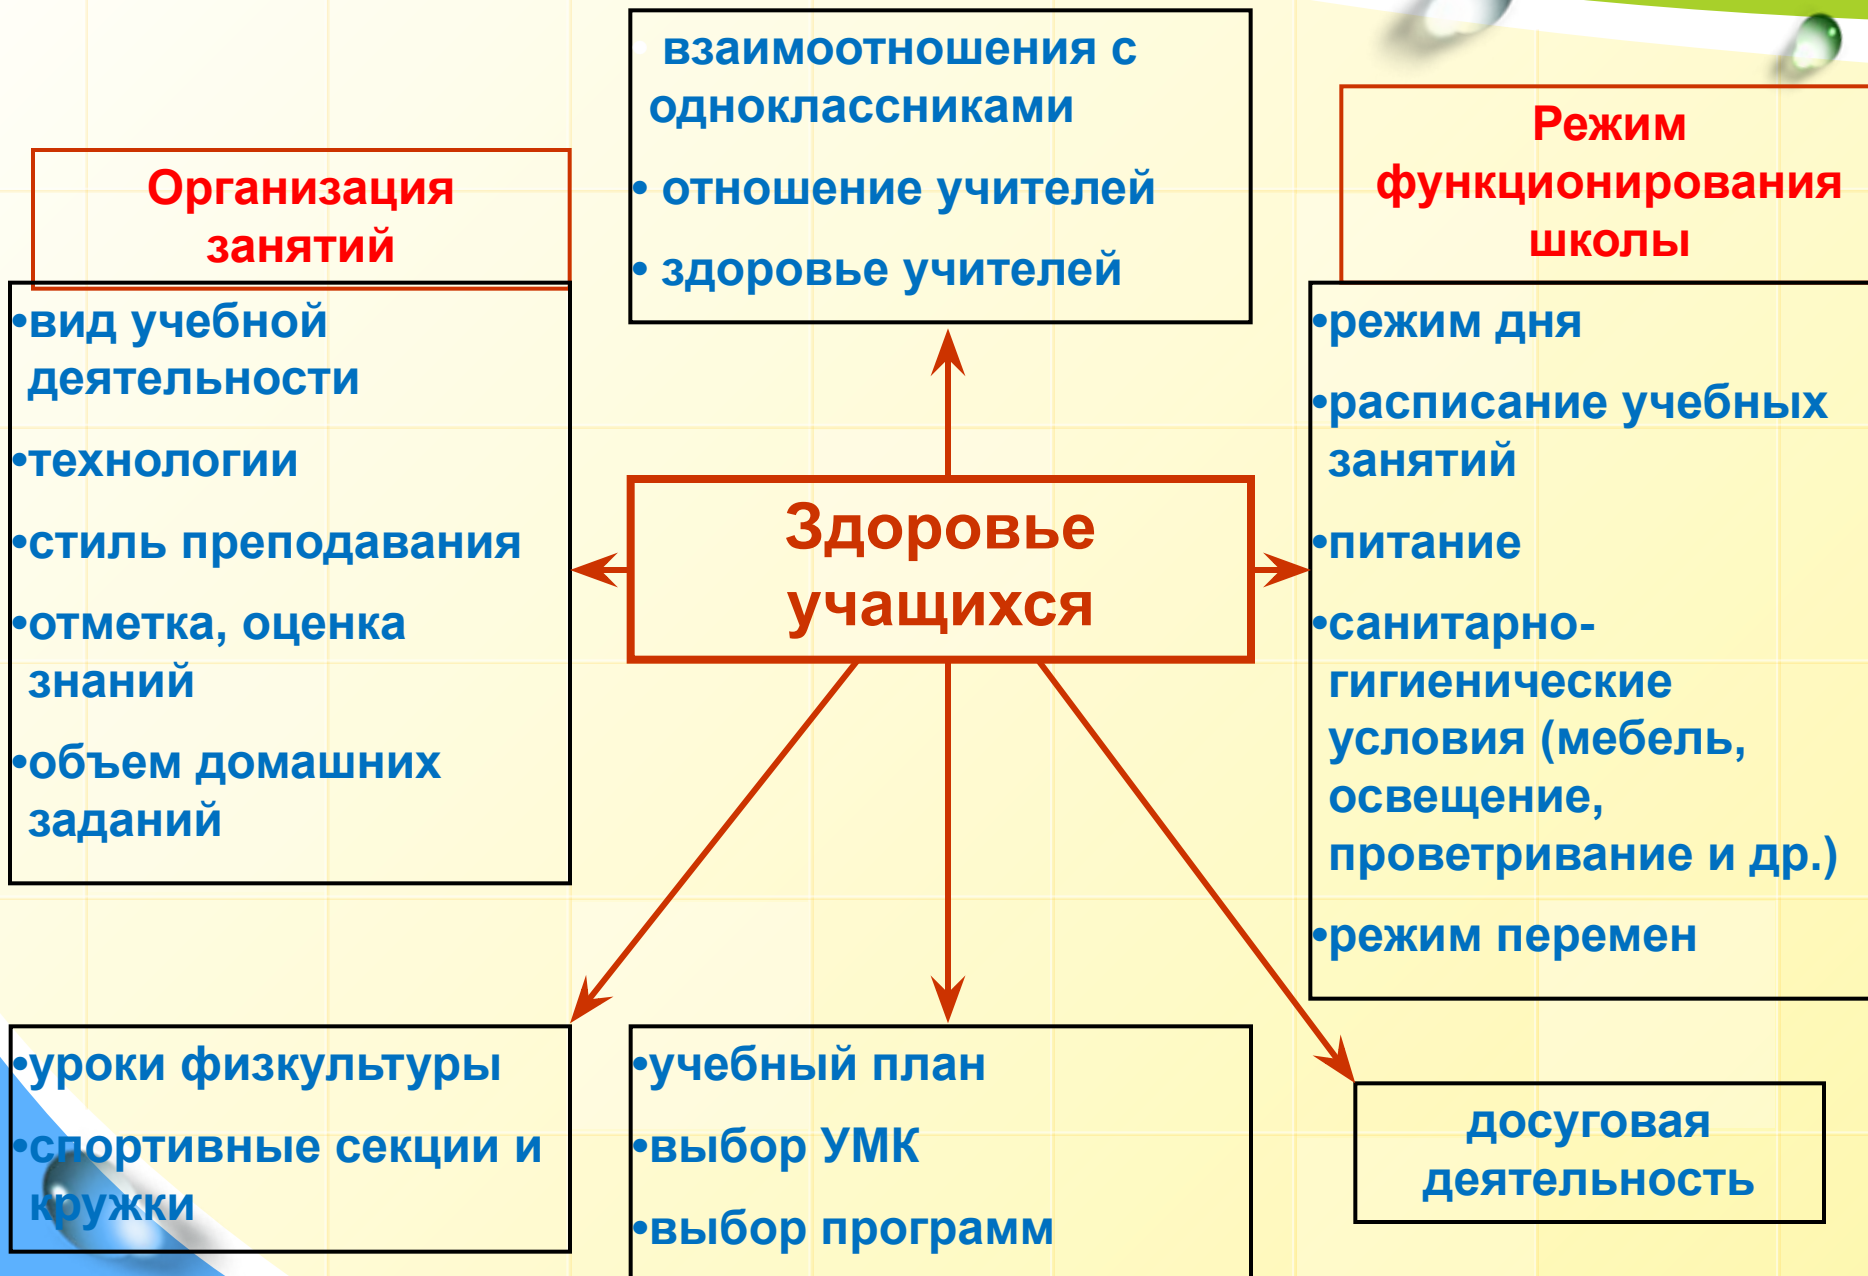 • взаимоотношения с
одноклассниками
• отношение учителей
• здоровье учителей
Организация
занятий
•вид учебной
деятельности
•технологии
•стиль преподавания
•отметка, оценка
знаний
•объем домашних
заданий
Режим
функционирования
школы
•режим дня
•расписание учебных
занятий
•питание
•санитарно-
гигиенические
условия (мебель,
освещение,
проветривание и др.)
•режим перемен
Здоровье
учащихся
•уроки физкультуры
•спортивные секции и
кружки
•учебный план
•выбор УМК
•выбор программ
досуговая
деятельность